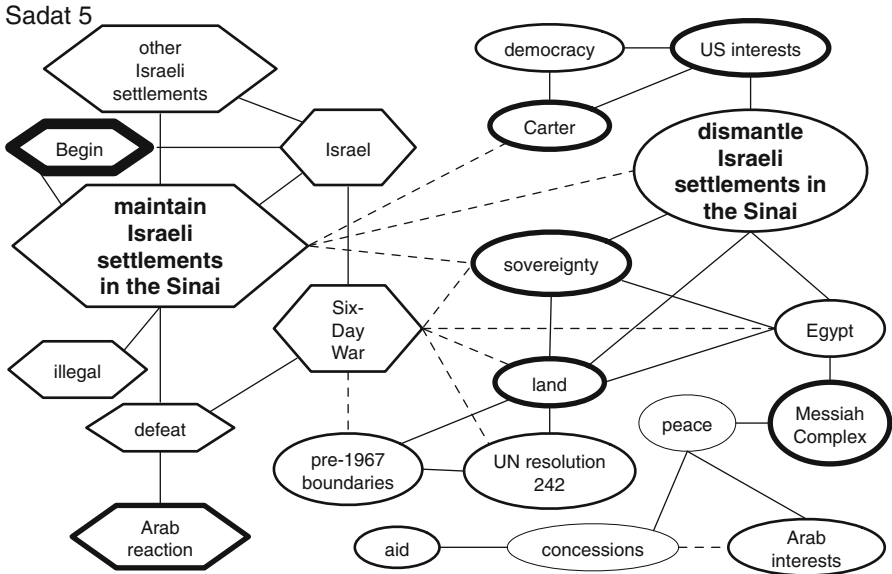 Sadat 5
other
Israeli
settlements
democracy
US interests
Begin
Israel
Carter
dismantle
Israeli
settlements in
the Sinai
maintain
Israeli
settlements
in the Sinai
sovereignty
Six-
Day
War
Egypt
illegal
land
defeat
peace
Messiah
Complex
pre-1967
boundaries
UN resolution
242
Arab
reaction
aid
concessions
Arab
interests